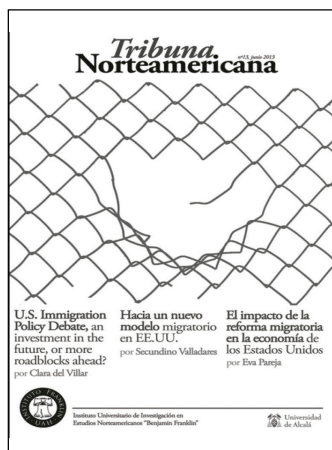 Tribuna
Norteamericana
nº13, junio 2013
U.S. Immigration
Policy Debate, an
investment in the
future, or more
roadblocks ahead?
por Clara del Villar
Hacia un nuevo
modelo migratorio
en EE.UU.
por Secundino Valladares
El impacto de la
reforma migratoria
en la economía de
los Estados Unidos
por Eva Pareja
INSTITUTO FRANKLIN
UAH
Instituto Universitario de Investigación en
Estudios Norteamericanos "Benjamin Franklin"
Universidad
de Alcalá